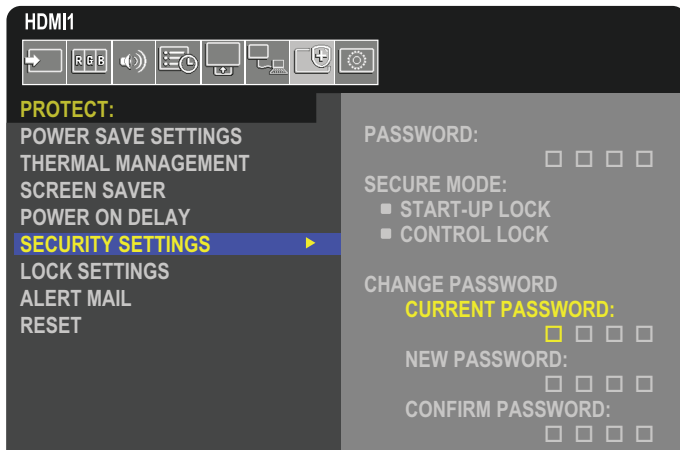 HDMI1
R G B
PROTECT:
POWER SAVE SETTINGS
THERMAL MANAGEMENT
SCREEN SAVER
POWER ON DELAY
SECURITY SETTINGS
LOCK SETTINGS
ALERT MAIL
RESET
PASSWORD:
SECURE MODE:
START-UP LOCK
CONTROL LOCK
CHANGE PASSWORD
CURRENT PASSWORD:
NEW PASSWORD:
CONFIRM PASSWORD: